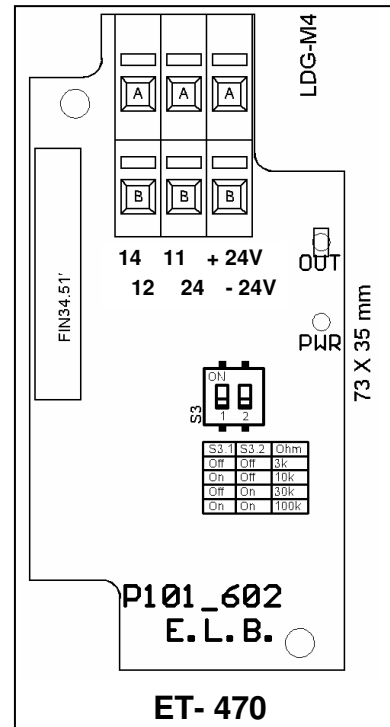 LDG-M4
A A A
B B B
14 11 + 24V
12 24 - 24V
FIN34.51'
OUT
PWR
73 X 35 mm
ON
1 2
S3
S3.1 S3.2 Ohm
Off Off 3k
On Off 10k
Off On 30k
On On 100k
P101_602
E.L.B.
ET- 470